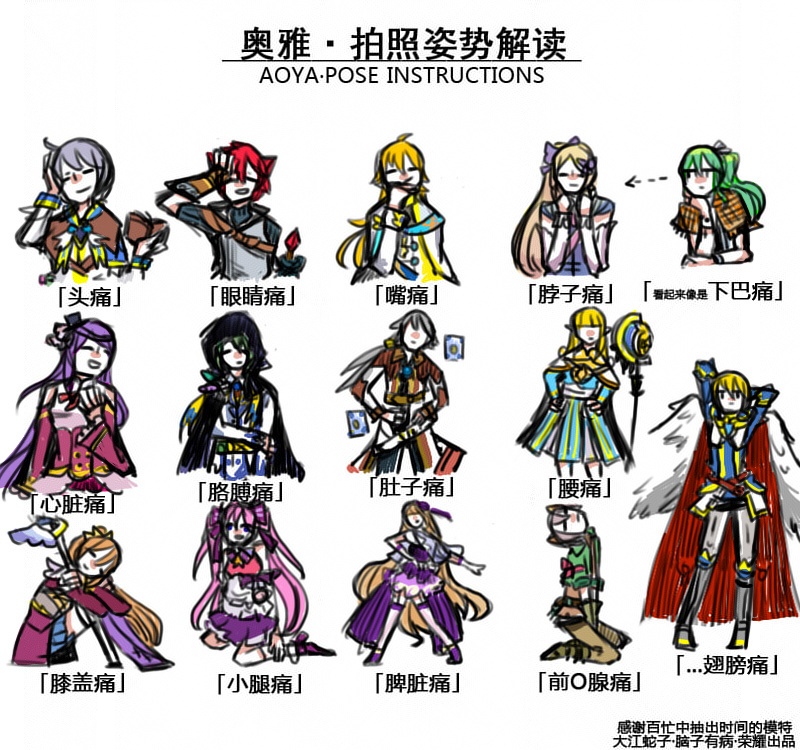 奥雅·拍照姿势解读
AOYA·POSE INSTRUCTIONS
「头痛」
「眼睛痛」
「嘴痛」
「脖子痛」
「看起来像是下巴痛」
「心脏痛」
「胳膊痛」
「肚子痛」
「腰痛」
「膝盖痛」
「小腿痛」
「脾脏痛」
「前O腺痛」
「...翅膀痛」
感谢百忙中抽出时间的模特
大江蛇子·脑子有病·荣耀出品